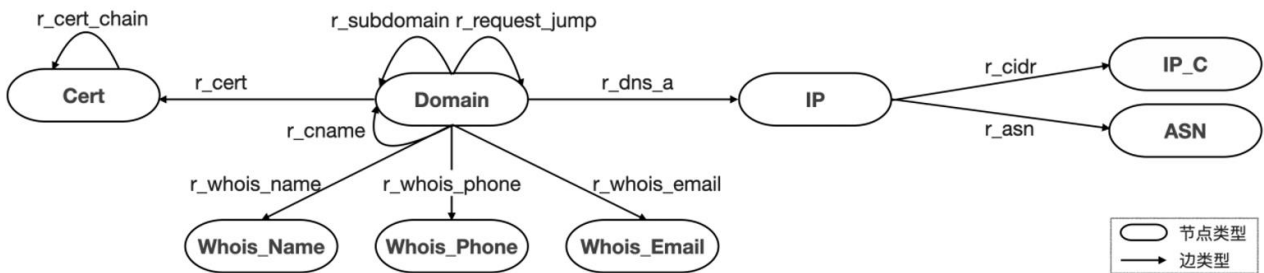 r_cert_chain
r_subdomain r_request_jump
r_cidr
IP_C
r_cert
r_dns_a
Cert
Domain
IP
r_cname
r_asn
ASN
r_whois_name
r_whois_phone
r_whois_email
Whois_Name
Whois_Phone
Whois_Email
节点类型
边类型